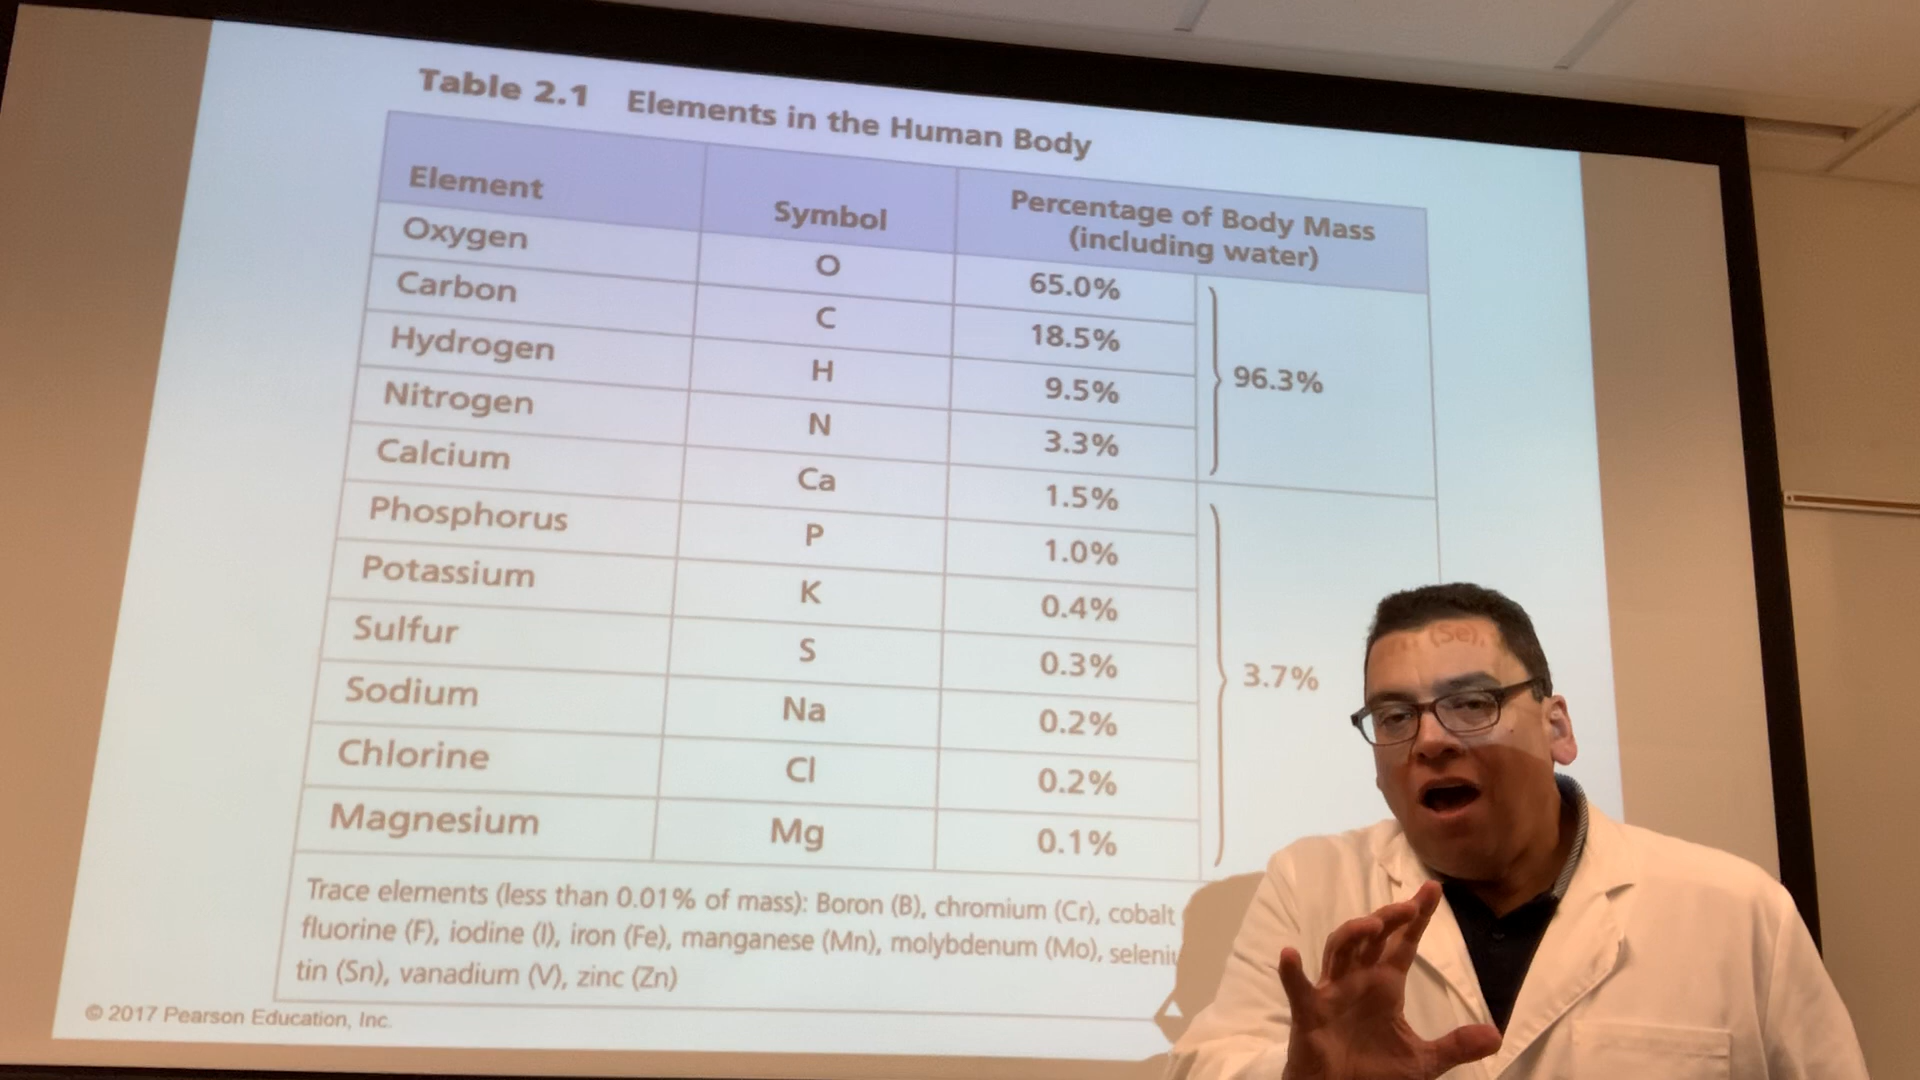 Table 2.1 Elements in the Human Body
Element Symbol Percentage of Body Mass
(including water)
Oxygen O 65.0%
Carbon C 18.5%
Hydrogen H 9.5%
96.3%
Nitrogen N 3.3%
Calcium Ca 1.5%
Phosphorus P 1.0%
Potassium K 0.4%
Sulfur S 0.3%
3.7%
Sodium Na 0.2%
Chlorine Cl 0.2%
Magnesium Mg 0.1%
Trace elements (less than 0.01% of mass): Boron (B), chromium (Cr), cobalt
fluorine (F), iodine (I), iron (Fe), manganese (Mn), molybdenum (Mo), (Se),
tin (Sn), vanadium (V), zinc (Zn)
© 2017 Pearson Education, Inc.